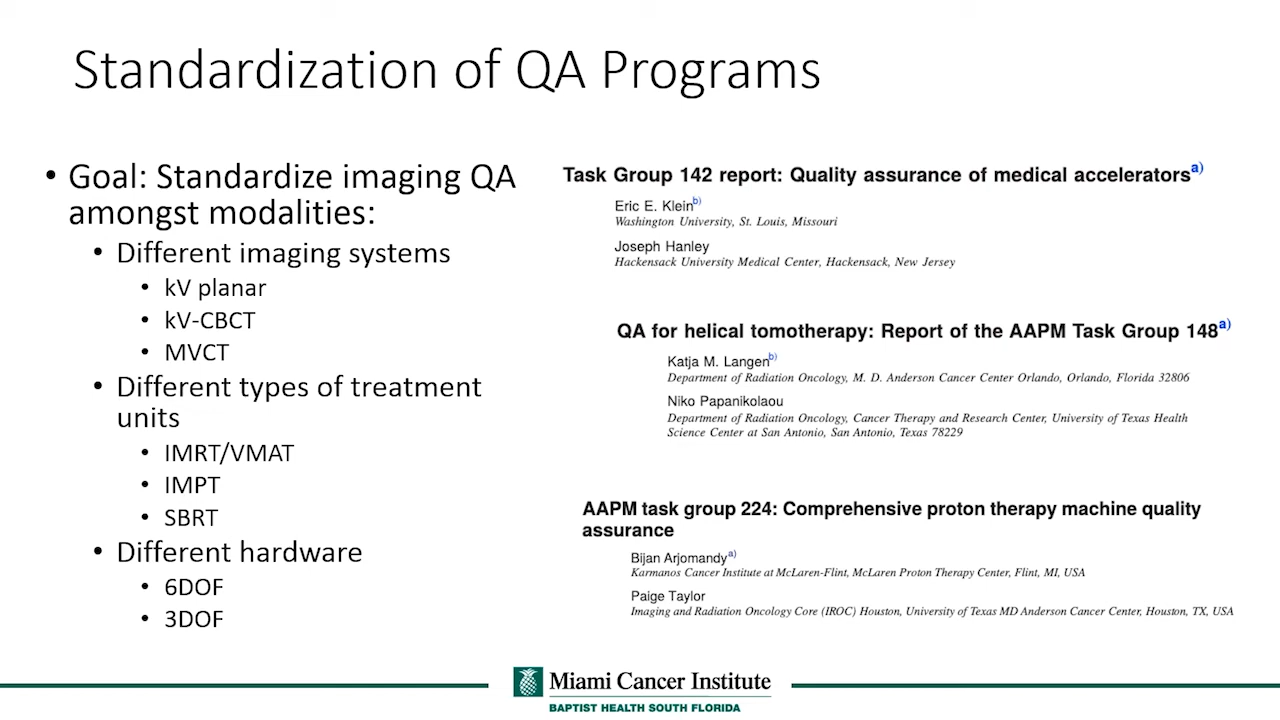 Standardization of QA Programs
• Goal: Standardize imaging QA
amongst modalities:
• Different imaging systems
• kV planar
• kV-CBCT
• MVCT
• Different types of treatment
units
• IMRT/VMAT
• IMPT
• SBRT
• Different hardware
• 6DOF
• 3DOF
Task Group 142 report: Quality assurance of medical acceleratorsa)
Eric E. Kleinb)
Washington University, St. Louis, Missouri
Joseph Hanley
Hackensack University Medical Center, Hackensack, New Jersey
QA for helical tomotherapy: Report of the AAPM Task Group 148a)
Katja M. Langenb)
Department of Radiation Oncology, M. D. Anderson Cancer Center Orlando, Orlando, Florida 32806
Niko Papanikolaou
Department of Radiation Oncology, Cancer Therapy and Research Center, University of Texas Health
Science Center at San Antonio, San Antonio, Texas 78229
AAPM task group 224: Comprehensive proton therapy machine quality
assurance
Bijan Arjomandya)
Karmanos Cancer Institute at McLaren-Flint, McLaren Proton Therapy Center, Flint, MI, USA
Paige Taylor
Imaging and Radiation Oncology Core (IROC) Houston, University of Texas MD Anderson Cancer Center, Houston, TX, USA
Miami Cancer Institute
BAPTIST HEALTH SOUTH FLORIDA